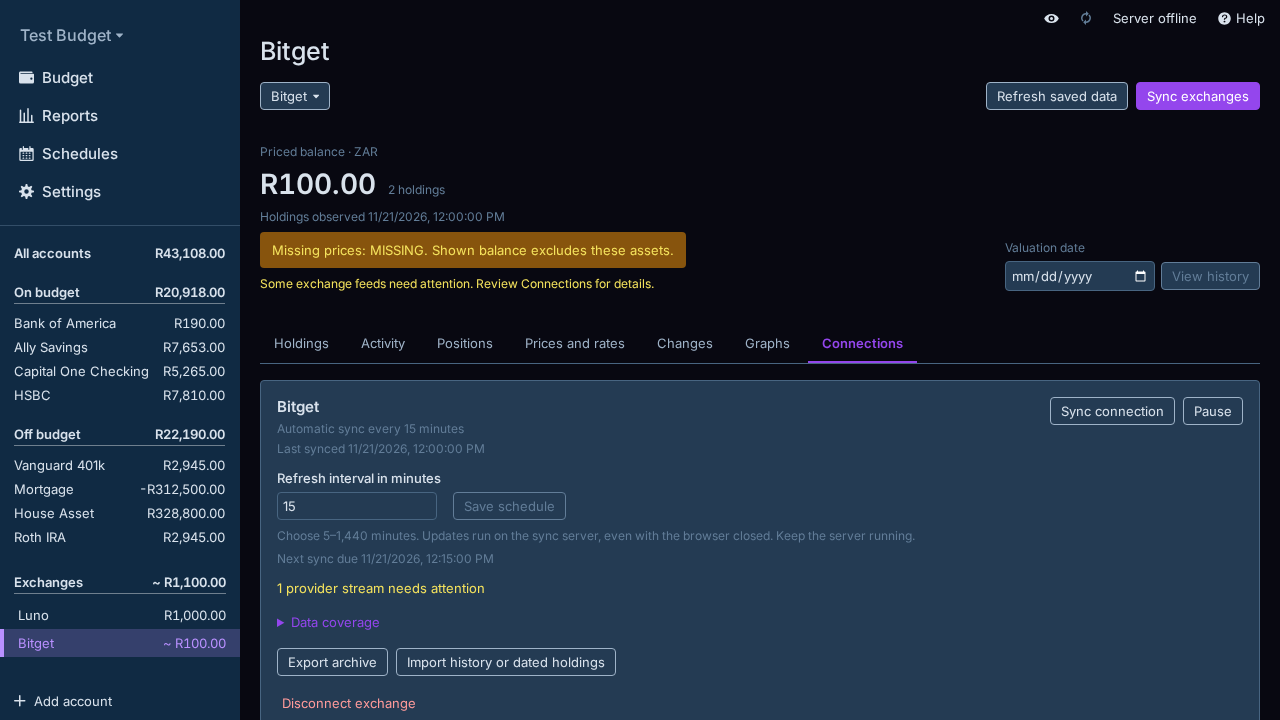 Test Budget
Budget
Reports
Schedules
Settings
All accounts R43,108.00
On budget R20,918.00
Bank of America R190.00
Ally Savings R7,653.00
Capital One Checking R5,265.00
HSBC R7,810.00
Off budget R22,190.00
Vanguard 401k R2,945.00
Mortgage -R312,500.00
House Asset R328,800.00
Roth IRA R2,945.00
Exchanges ~ R1,100.00
Luno R1,000.00
Bitget ~ R100.00
Add account
Server offline Help
Bitget
Bitget Refresh saved data Sync exchanges
Priced balance · ZAR
R100.00 2 holdings
Holdings observed 11/21/2026, 12:00:00 PM
Missing prices: MISSING. Shown balance excludes these assets.
Some exchange feeds need attention. Review Connections for details.
Valuation date
mm/dd/yyyy View history
Holdings Activity Positions Prices and rates Changes Graphs Connections
Bitget Sync connection Pause
Automatic sync every 15 minutes
Last synced 11/21/2026, 12:00:00 PM
Refresh interval in minutes
15 Save schedule
Choose 5–1,440 minutes. Updates run on the sync server, even with the browser closed. Keep the server running.
Next sync due 11/21/2026, 12:15:00 PM
1 provider stream needs attention
Data coverage
Export archive Import history or dated holdings
Disconnect exchange